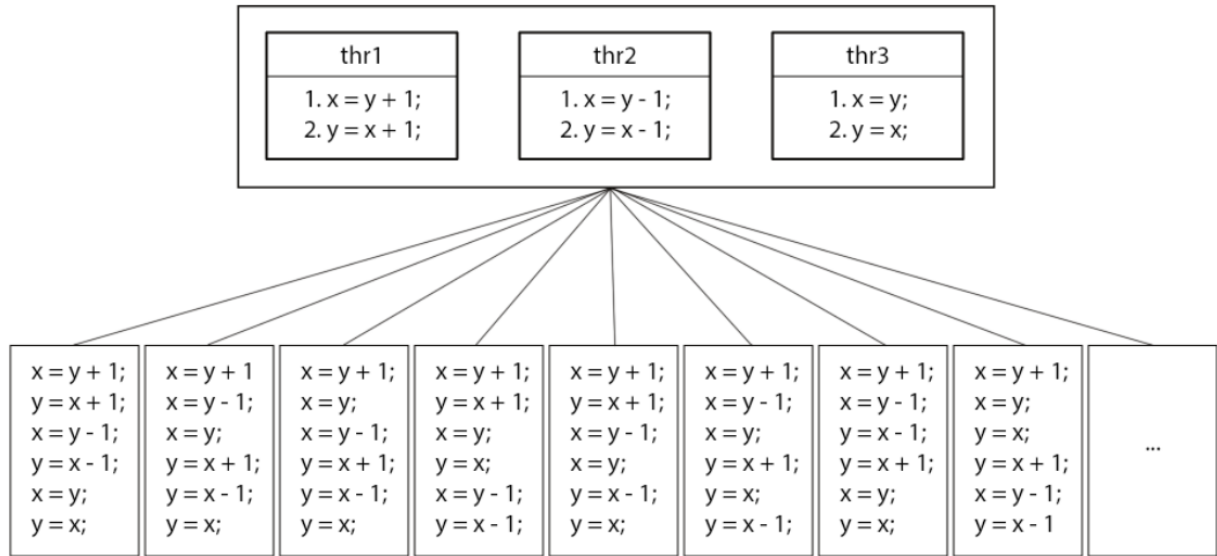 thr1
1. x = y + 1;
2. y = x + 1;
thr2
1. x = y - 1;
2. y = x - 1;
thr3
1. x = y;
2. y = x;
x = y + 1;
y = x + 1;
x = y - 1;
y = x - 1;
x = y;
y = x;
x = y + 1
x = y - 1;
x = y;
y = x + 1;
y = x - 1;
y = x;
x = y + 1;
x = y;
x = y - 1;
y = x + 1;
y = x - 1;
y = x;
x = y + 1;
y = x + 1;
x = y;
y = x;
x = y - 1;
y = x - 1;
x = y + 1;
y = x + 1;
x = y - 1;
x = y;
y = x - 1;
y = x;
x = y + 1;
x = y - 1;
x = y;
y = x + 1;
y = x;
y = x - 1;
x = y + 1;
x = y - 1;
y = x - 1;
y = x + 1;
x = y;
y = x;
x = y + 1;
x = y;
y = x;
y = x + 1;
x = y - 1;
y = x - 1
...